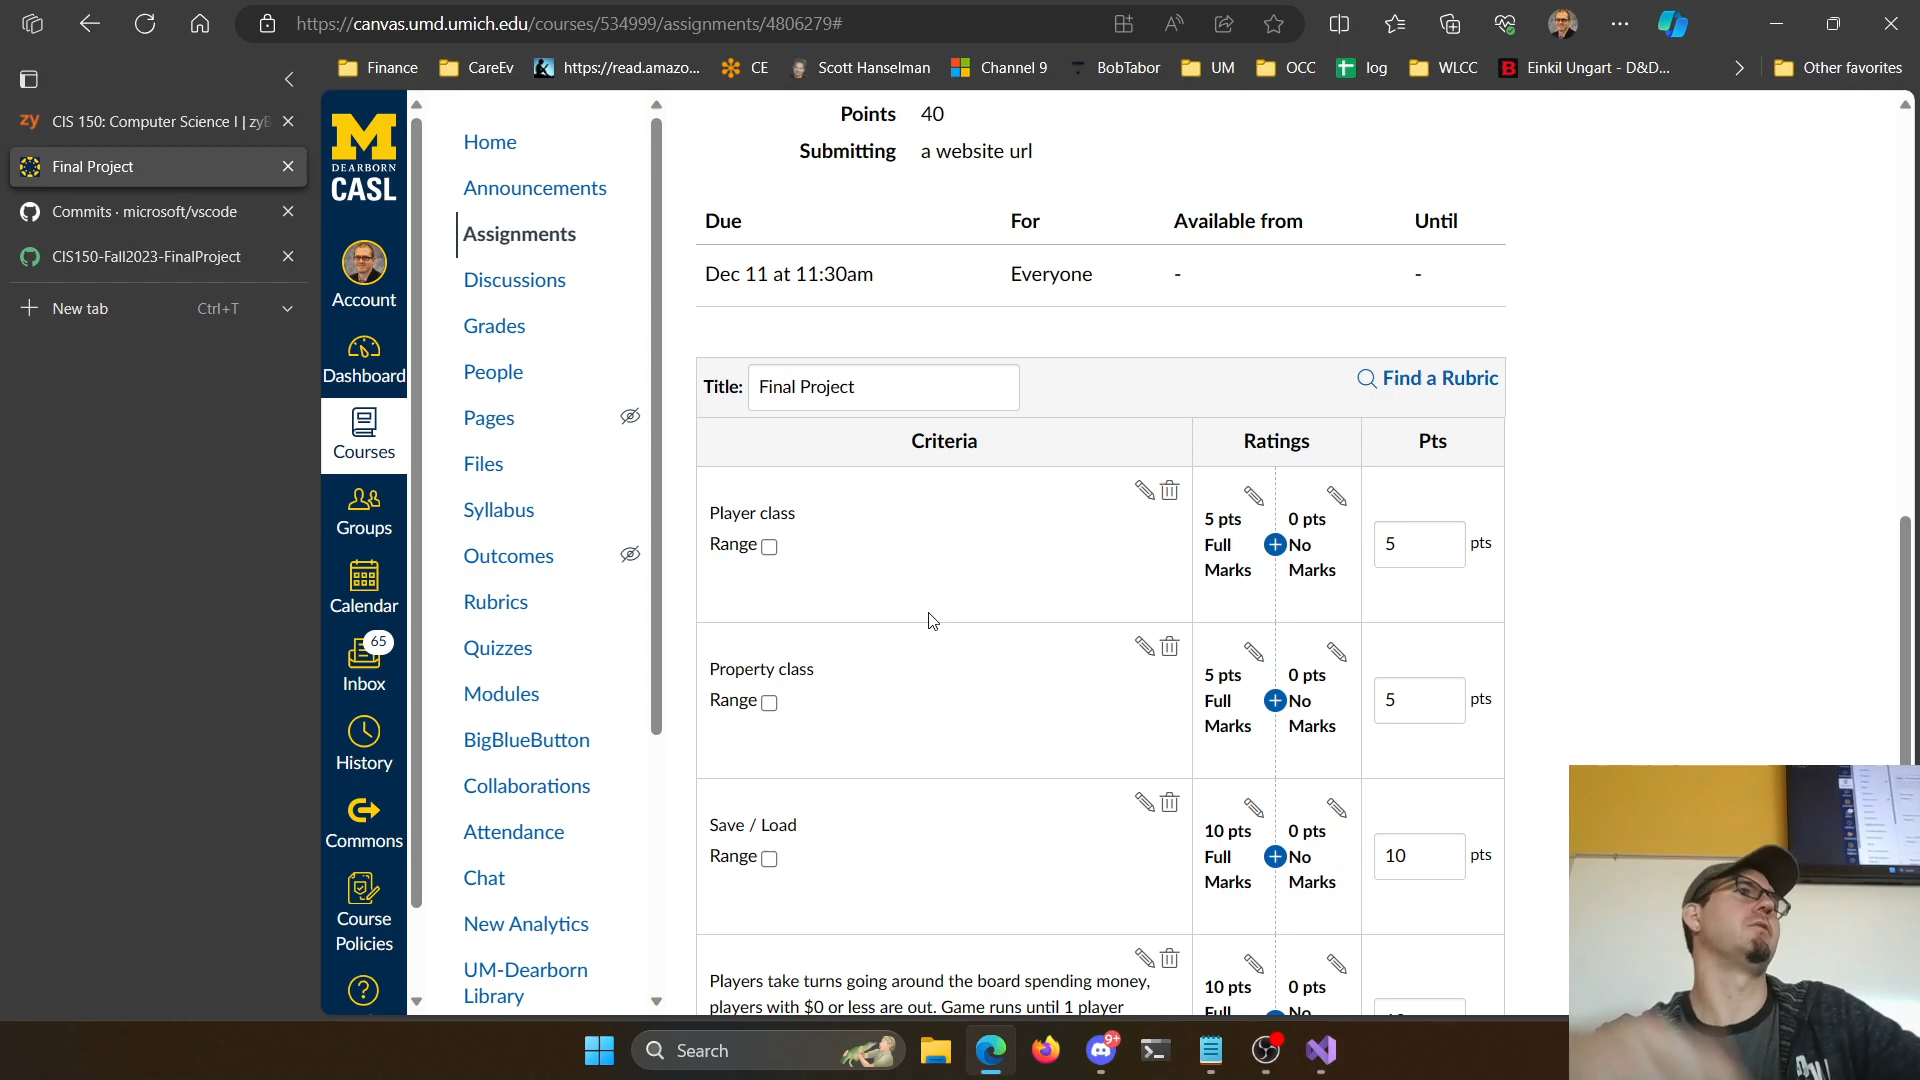 https://canvas.umd.umich.edu/courses/534999/assignments/4806279#
Finance
CareEv
https://read.amazo...
CE
Scott Hanselman
Channel 9
BobTabor
UM
OCC
log
WLCC
Einkil Ungart - D&D...
Other favorites
zy CIS 150: Computer Science I | zyB
Final Project
Commits · microsoft/vscode
CIS150-Fall2023-FinalProject
New tab Ctrl+T
M
DEARBORN
CASL
Account
Dashboard
Courses
Groups
Calendar
65
Inbox
History
Commons
Course
Policies
Home
Announcements
Assignments
Discussions
Grades
People
Pages
Files
Syllabus
Outcomes
Rubrics
Quizzes
Modules
BigBlueButton
Collaborations
Attendance
Chat
New Analytics
UM-Dearborn
Library
Points 40
Submitting a website url
Due For Available from Until
Dec 11 at 11:30am Everyone - -
Title: Final Project Find a Rubric
Criteria Ratings Pts
Player class
Range
5 pts
Full
Marks
0 pts
No
Marks
5 pts
Property class
Range
5 pts
Full
Marks
0 pts
No
Marks
5 pts
Save / Load
Range
10 pts
Full
Marks
0 pts
No
Marks
10 pts
Players take turns going around the board spending money,
players with $0 or less are out. Game runs until 1 player
10 pts
Full
0 pts
No
Search
9+